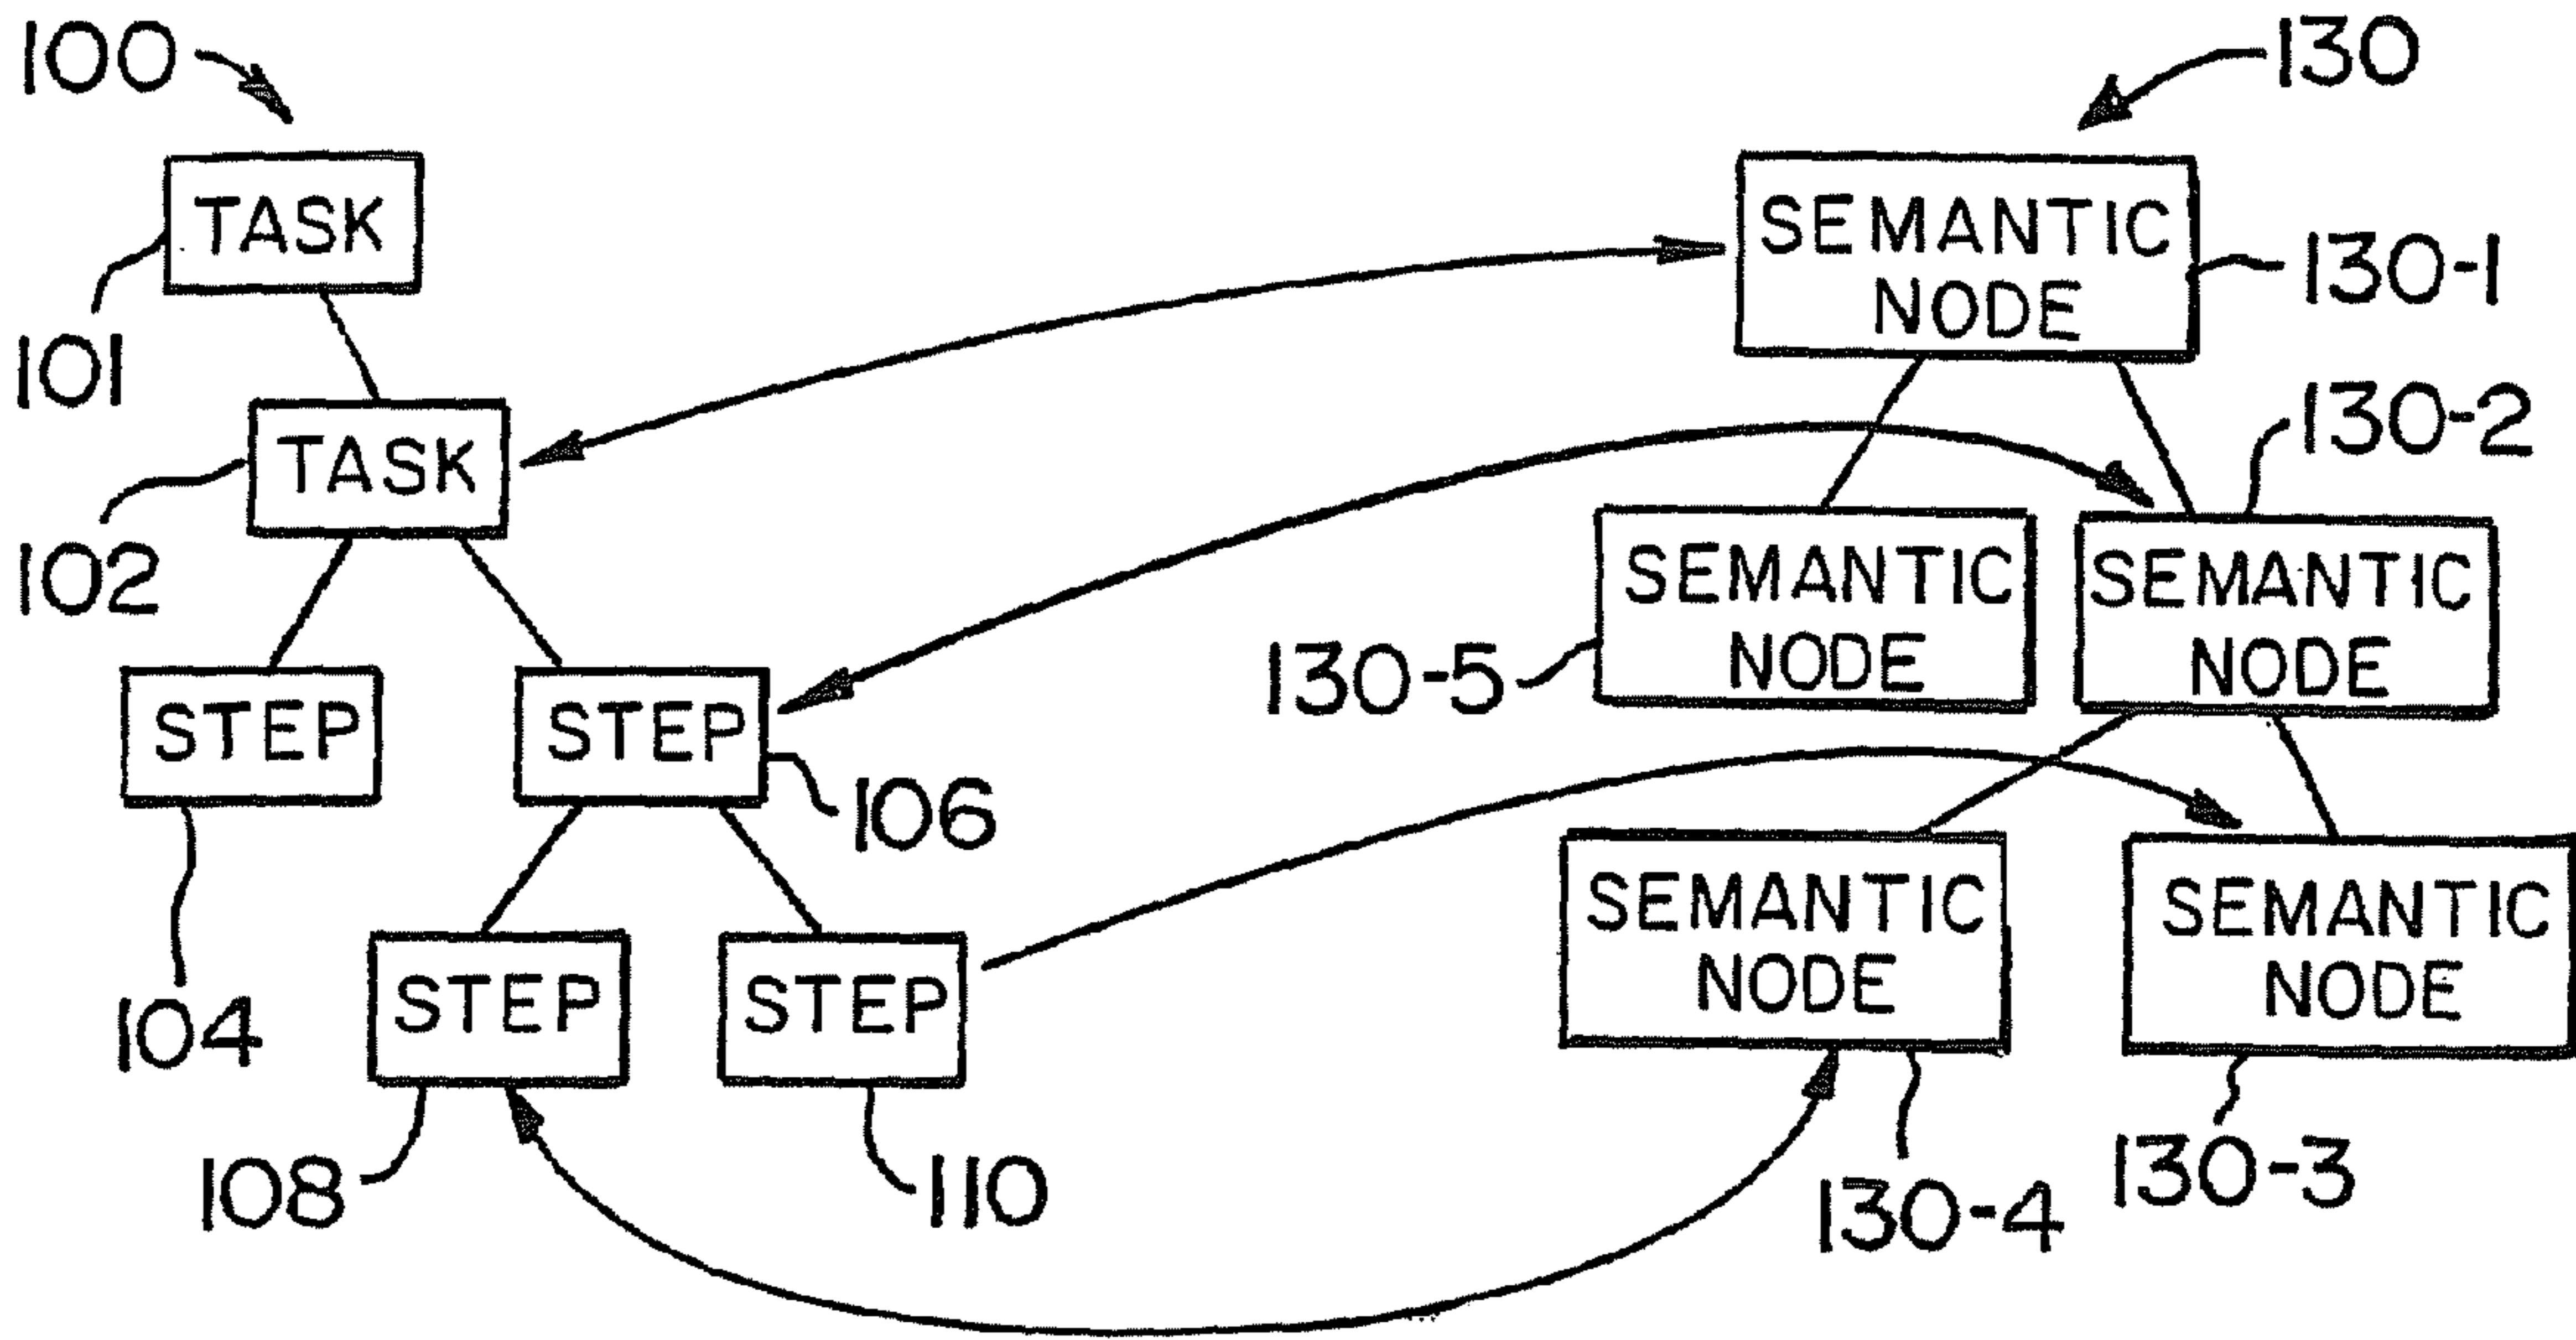 100
130
TASK
SEMANTIC
NODE
130-1
101
TASK
130-2
102
SEMANTIC
NODE
SEMANTIC
NODE
130-5
STEP
STEP
106
SEMANTIC
NODE
SEMANTIC
NODE
STEP
STEP
104
108
110
130-4
130-3